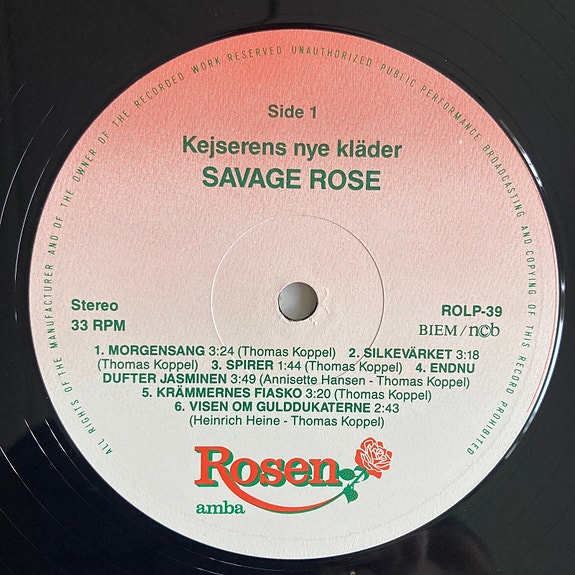 ALL RIGHTS OF THE MANUFACTURER AND OF THE OWNER OF THE RECORDED WORK RESERVED UNAUTHORIZED PUBLIC PERFORMANCE BROADCASTING AND COPYING OF THIS RECORD PROHIBITED
Side 1
Kejserens nye kläder
SAVAGE ROSE
Stereo
33 RPM
ROLP-39
BIEM / ncb
1. MORGENSANG 3:24 (Thomas Koppel) 2. SILKEVÆRKET 3:18
(Thomas Koppel) 3. SPIRER 1:44 (Thomas Koppel) 4. ENDNU
DUFTER JASMINEN 3:49 (Annisette Hansen - Thomas Koppel)
5. KRÄMMERNES FIASKO 3:20 (Thomas Koppel)
6. VISEN OM GULDDUKATERNE 2:43
(Heinrich Heine - Thomas Koppel)
Rosen
amba